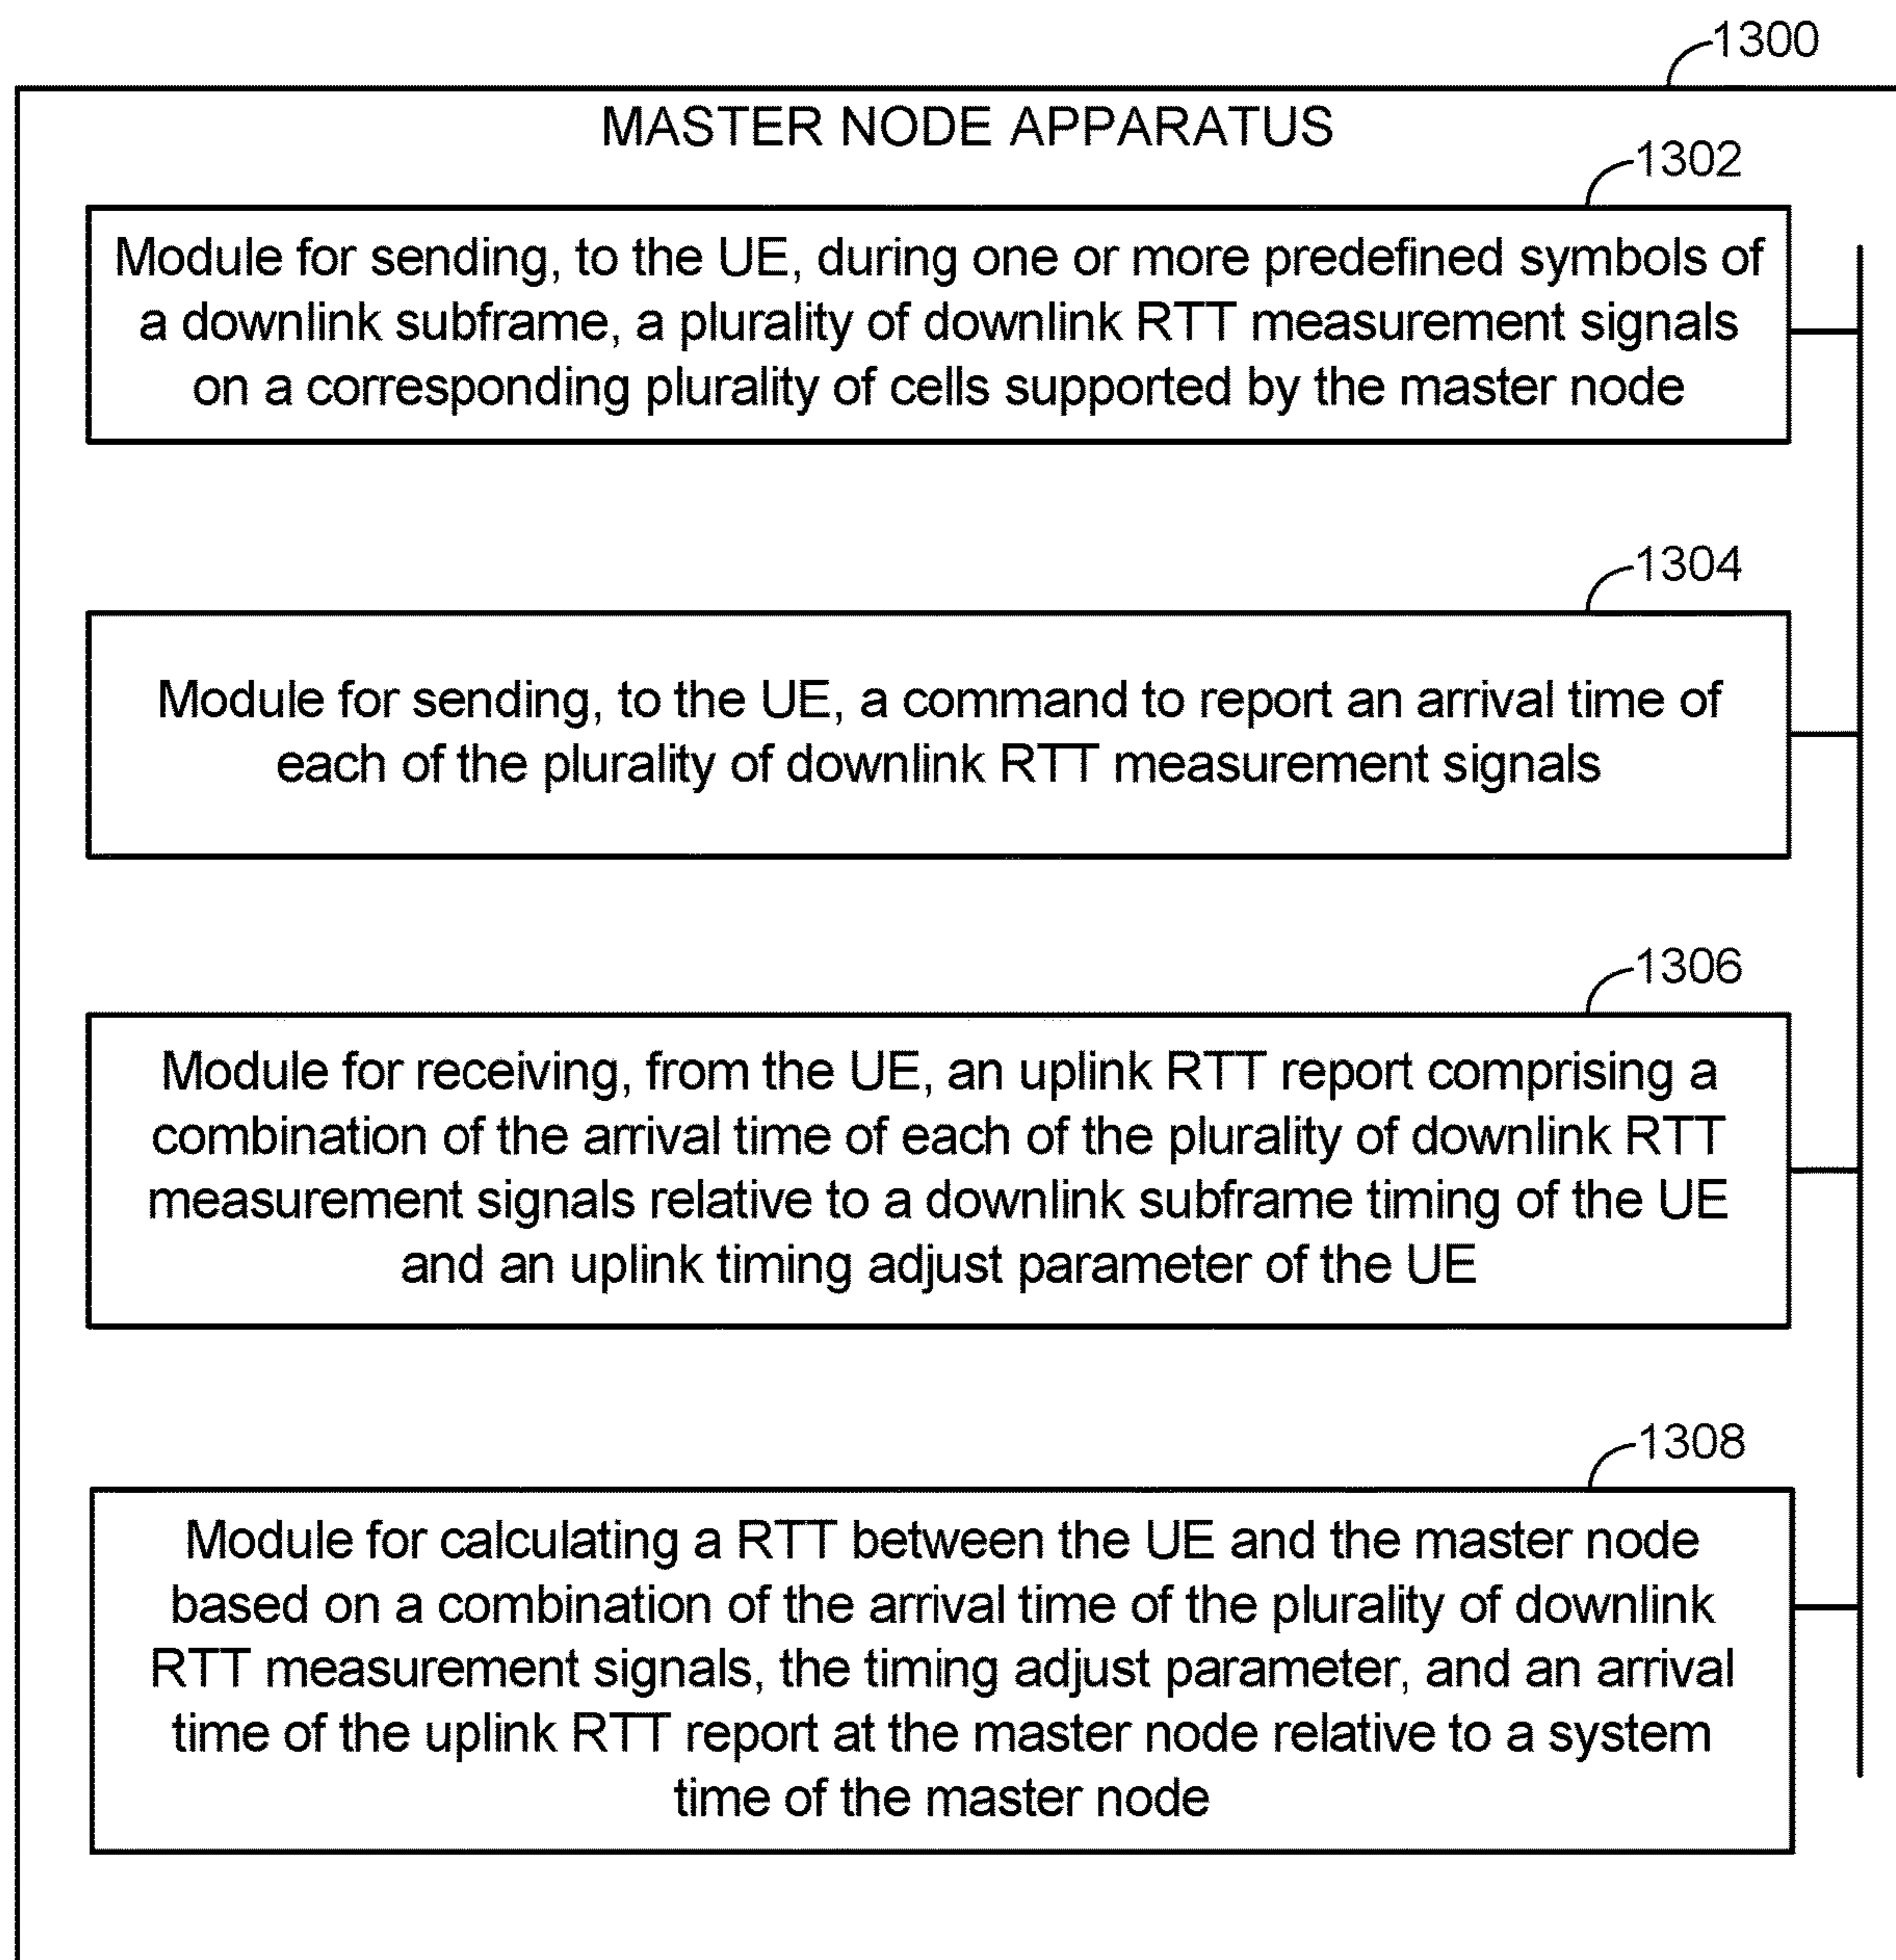 1300
MASTER NODE APPARATUS
1302
Module for sending, to the UE, during one or more predefined symbols of
a downlink subframe, a plurality of downlink RTT measurement signals
on a corresponding plurality of cells supported by the master node
1304
Module for sending, to the UE, a command to report an arrival time of
each of the plurality of downlink RTT measurement signals
1306
Module for receiving, from the UE, an uplink RTT report comprising a
combination of the arrival time of each of the plurality of downlink RTT
measurement signals relative to a downlink subframe timing of the UE
and an uplink timing adjust parameter of the UE
1308
Module for calculating a RTT between the UE and the master node
based on a combination of the arrival time of the plurality of downlink
RTT measurement signals, the timing adjust parameter, and an arrival
time of the uplink RTT report at the master node relative to a system
time of the master node